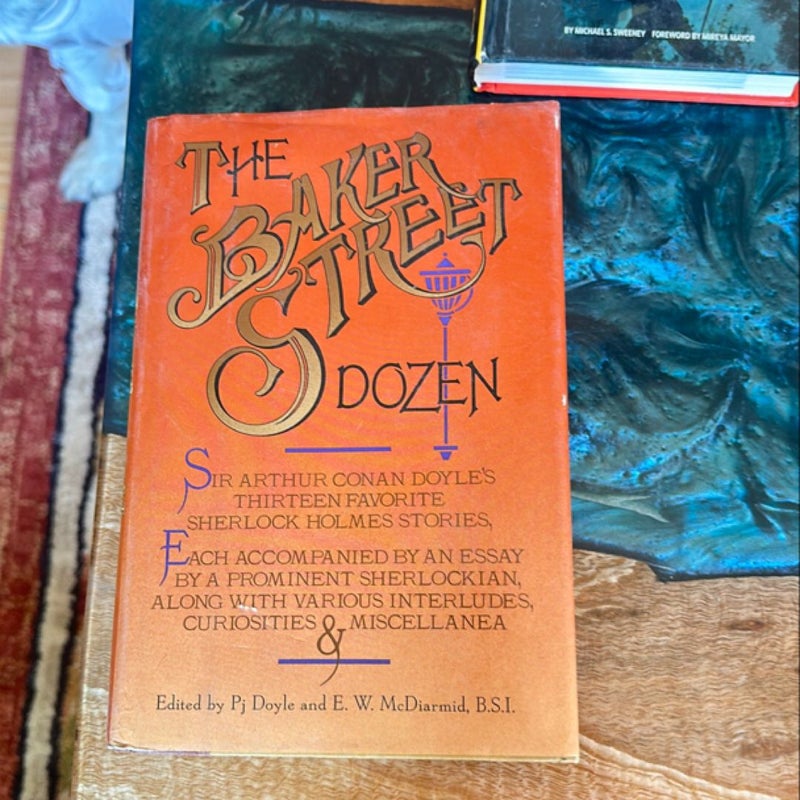 BY MICHAEL S. SWEENEY FOREWORD BY MIREYA MAYOR
THE
BAKER
STREET
DOZEN
SIR ARTHUR CONAN DOYLE'S
THIRTEEN FAVORITE
SHERLOCK HOLMES STORIES,
EACH ACCOMPANIED BY AN ESSAY
BY A PROMINENT SHERLOCKIAN,
ALONG WITH VARIOUS INTERLUDES,
CURIOSITIES & MISCELLANEA
Edited by Pj Doyle and E. W. McDiarmid, B.S.I.